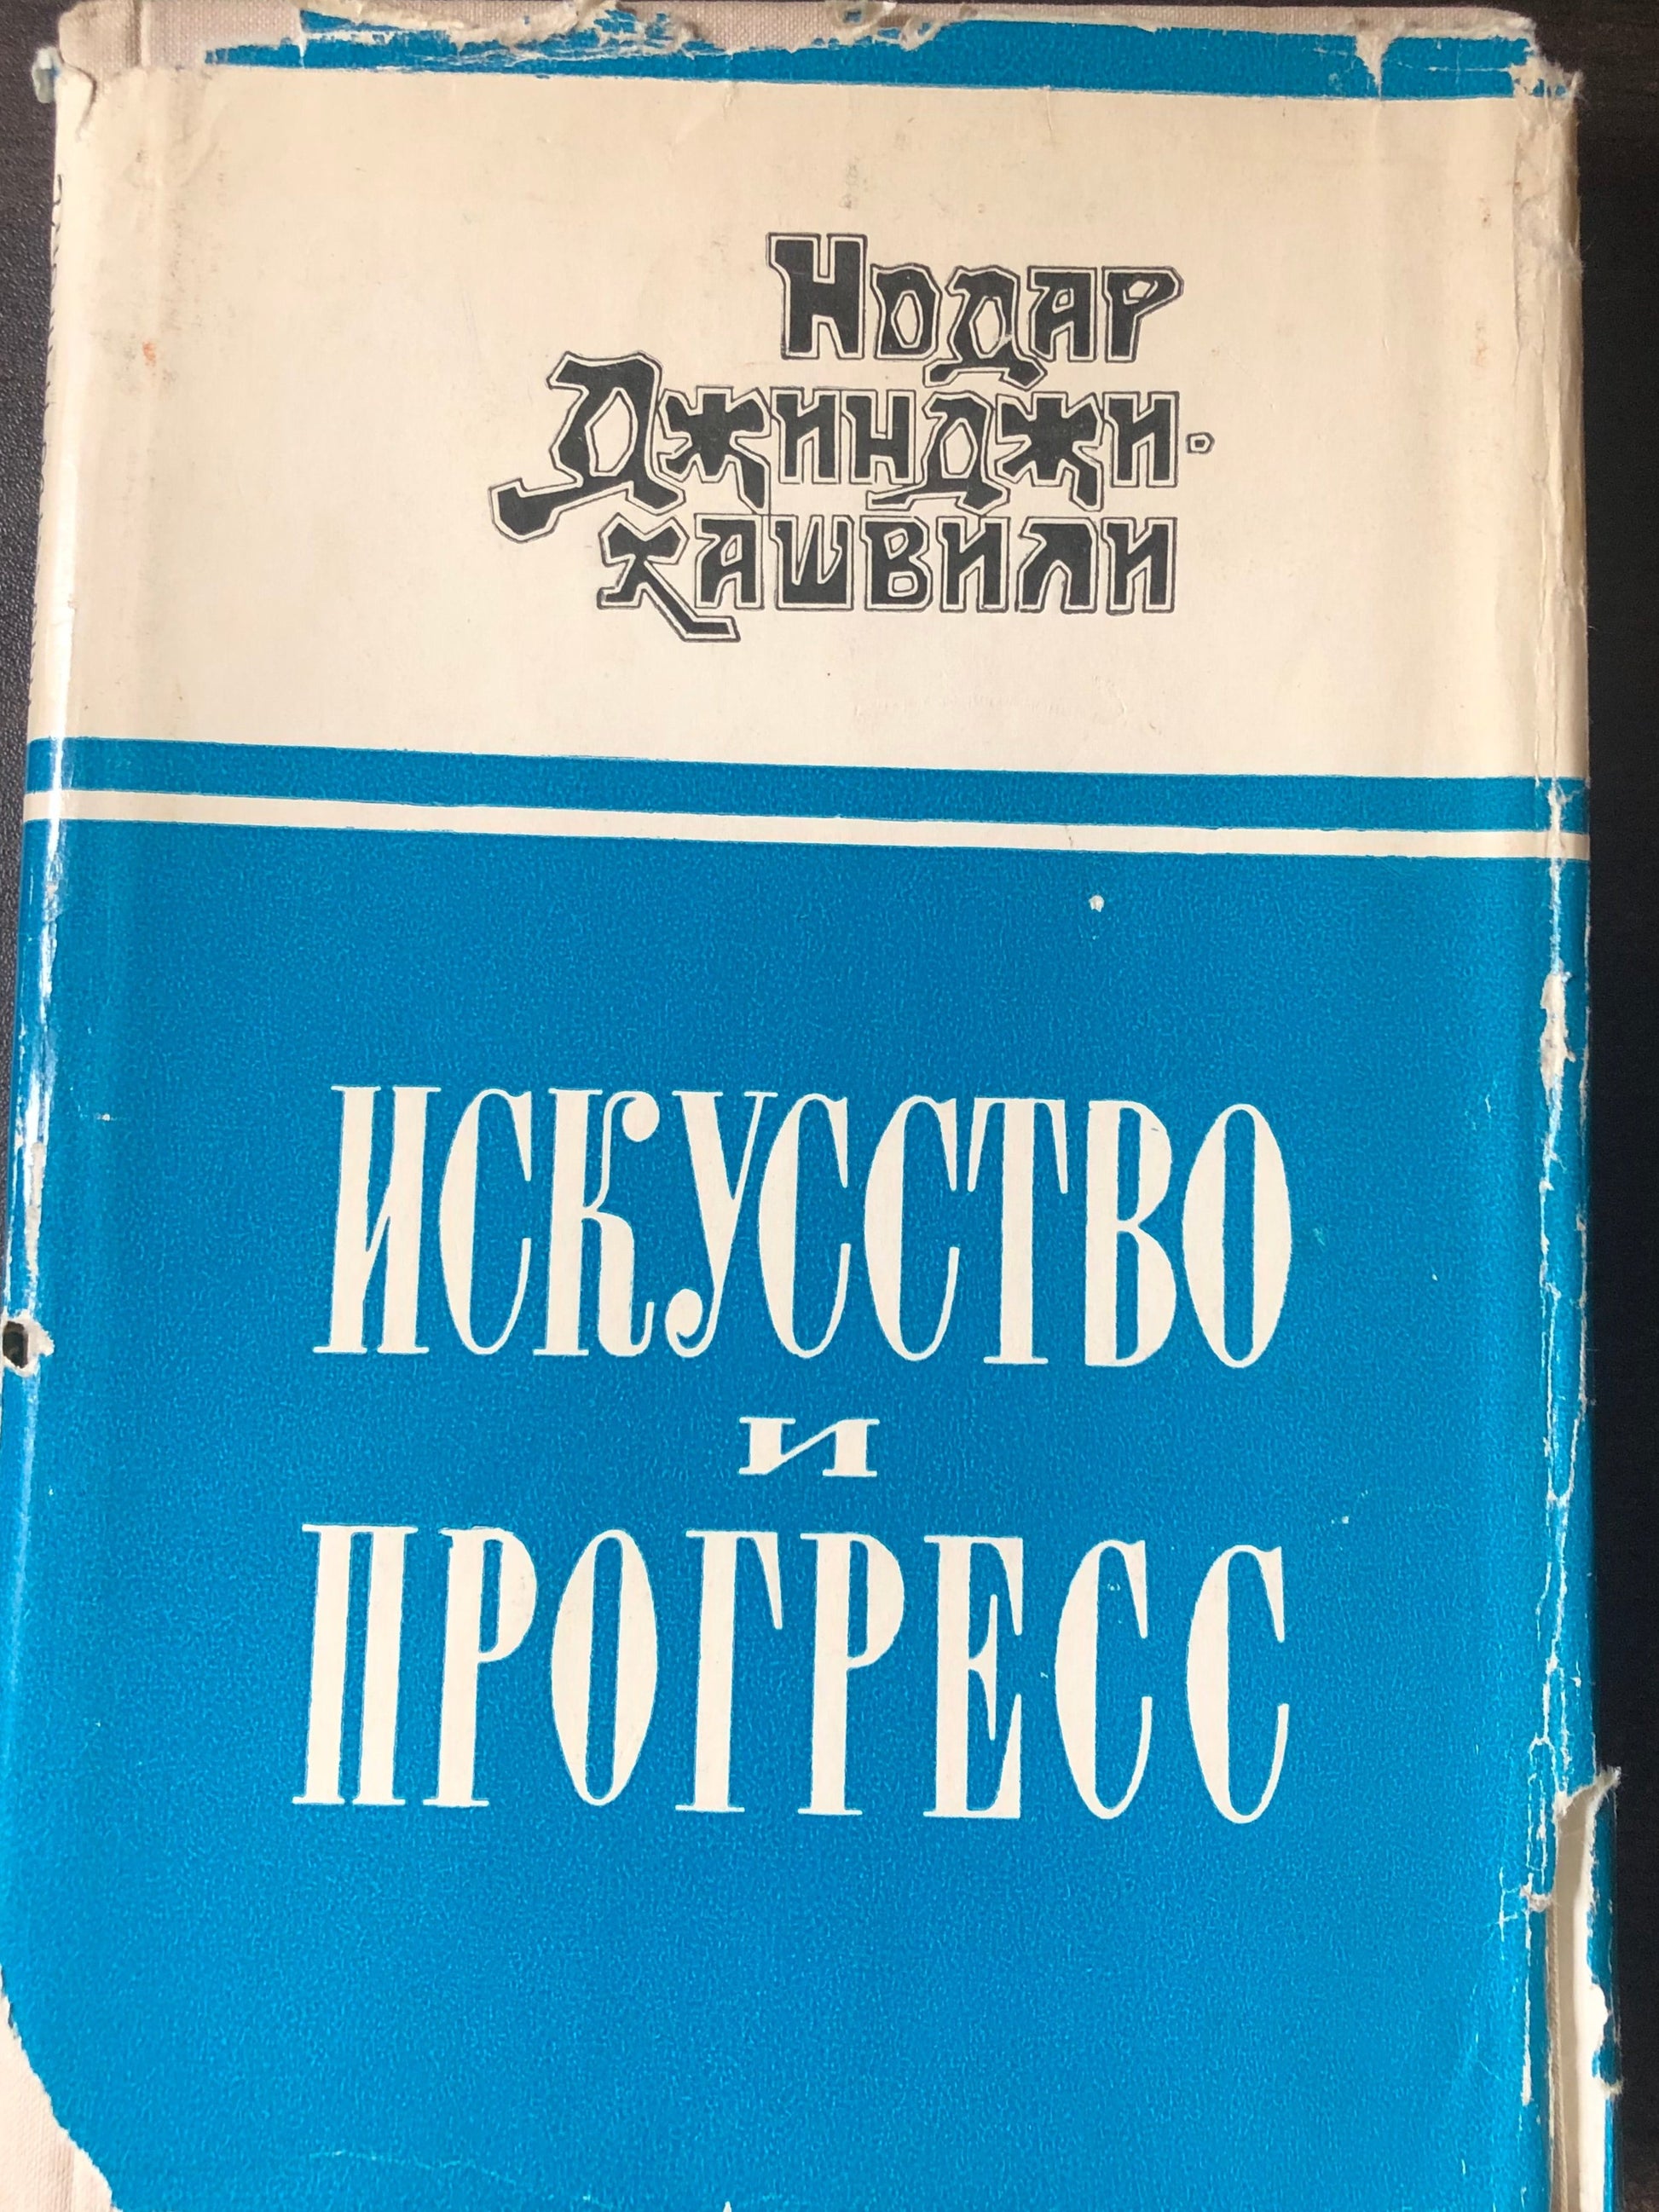 Нодар
Джинджи-
хашвили
ИСКУССТВО
И
ПРОГРЕСС